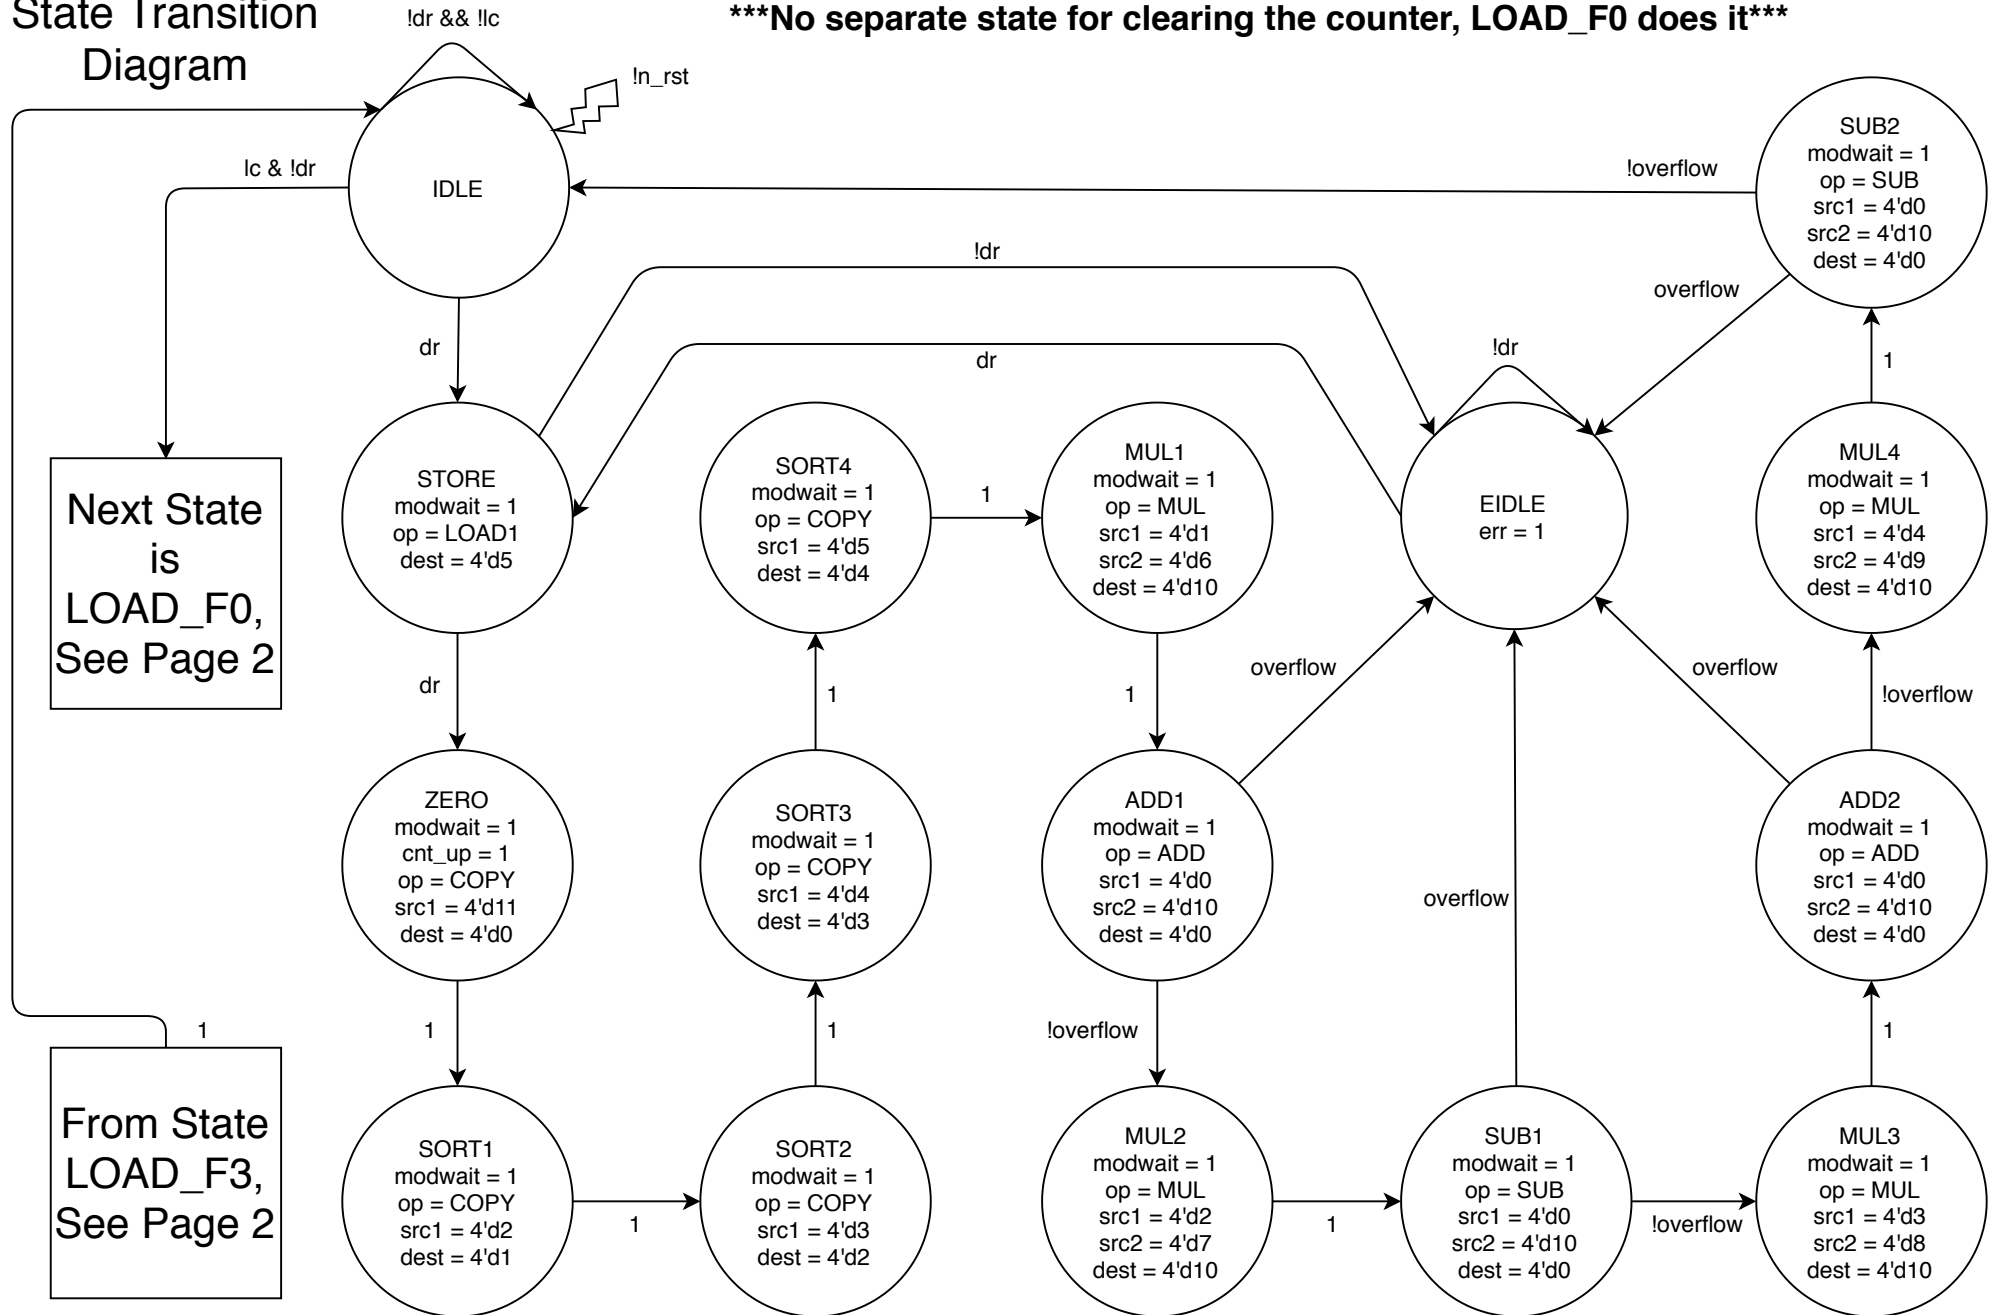 State Transition
Diagram
!dr && !lc
***No separate state for clearing the counter, LOAD_F0 does it***
!n_rst
lc & !dr
IDLE
!overflow
SUB2
modwait = 1
op = SUB
src1 = 4'd0
src2 = 4'd10
dest = 4'd0
!dr
overflow
dr
dr
!dr
1
Next State
is
LOAD_F0,
See Page 2
STORE
modwait = 1
op = LOAD1
dest = 4'd5
SORT4
modwait = 1
op = COPY
src1 = 4'd5
dest = 4'd4
1
MUL1
modwait = 1
op = MUL
src1 = 4'd1
src2 = 4'd6
dest = 4'd10
EIDLE
err = 1
MUL4
modwait = 1
op = MUL
src1 = 4'd4
src2 = 4'd9
dest = 4'd10
dr
1
1
overflow
overflow
!overflow
ZERO
modwait = 1
cnt_up = 1
op = COPY
src1 = 4'd11
dest = 4'd0
SORT3
modwait = 1
op = COPY
src1 = 4'd4
dest = 4'd3
ADD1
modwait = 1
op = ADD
src1 = 4'd0
src2 = 4'd10
dest = 4'd0
overflow
ADD2
modwait = 1
op = ADD
src1 = 4'd0
src2 = 4'd10
dest = 4'd0
1
1
1
!overflow
1
From State
LOAD_F3,
See Page 2
SORT1
modwait = 1
op = COPY
src1 = 4'd2
dest = 4'd1
1
SORT2
modwait = 1
op = COPY
src1 = 4'd3
dest = 4'd2
MUL2
modwait = 1
op = MUL
src1 = 4'd2
src2 = 4'd7
dest = 4'd10
1
SUB1
modwait = 1
op = SUB
src1 = 4'd0
src2 = 4'd10
dest = 4'd0
!overflow
MUL3
modwait = 1
op = MUL
src1 = 4'd3
src2 = 4'd8
dest = 4'd10